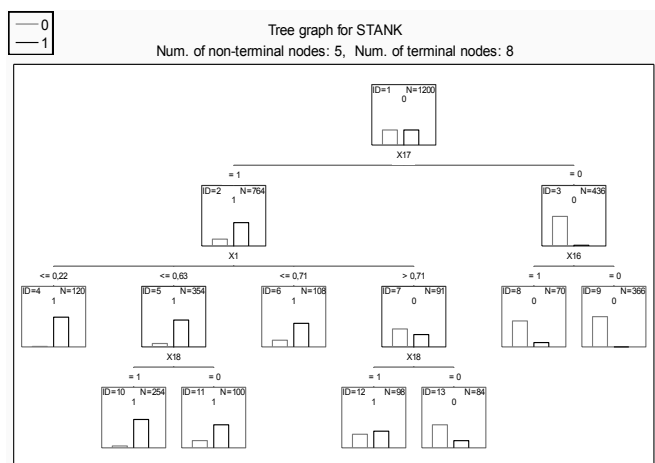 0
1
Tree graph for STANK
Num. of non-terminal nodes: 5, Num. of terminal nodes: 8
ID=1 N=1200
0
X17
= 1 = 0
ID=2 N=764 ID=3 N=436
1 0
X1 X16
<= 0,22 <= 0,63 <= 0,71 > 0,71 = 1 = 0
ID=4 N=120 ID=5 N=354 ID=6 N=108 ID=7 N=91 ID=8 N=70 ID=9 N=366
1 1 1 0 0 0
X18 X18
= 1 = 0 = 1 = 0
ID=10 N=254 ID=11 N=100 ID=12 N=98 ID=13 N=84
1 1 1 0